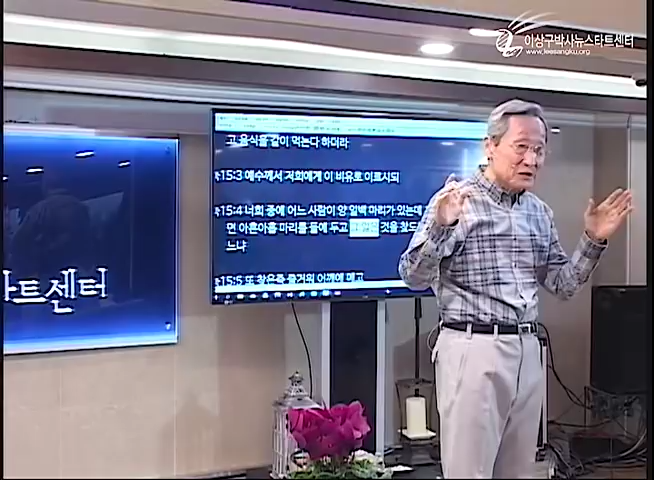 이상구박사뉴스타트센터
www.leesangku.org
고 음식을 같이 먹는다 하더라
15:3 예수께서 저희에게 이 비유로 이르시되
15:4 너희 중에 어느 사람이 양 일백 마리가 있는데
면 아흔아홉 마리를 들에 두고 것을 찾도
느냐
15:5 또 찾은즉 즐거워 어깨에 메고
타트센터